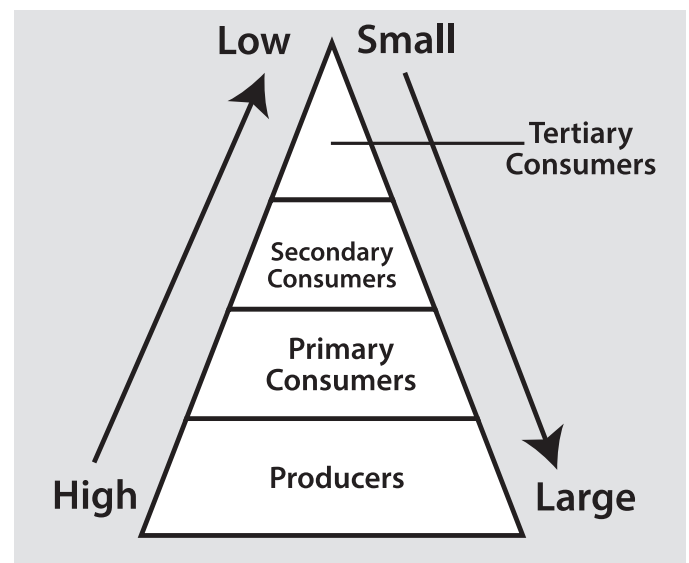 Low
Small
Tertiary
Consumers
Secondary
Consumers
Primary
Consumers
Producers
High
Large